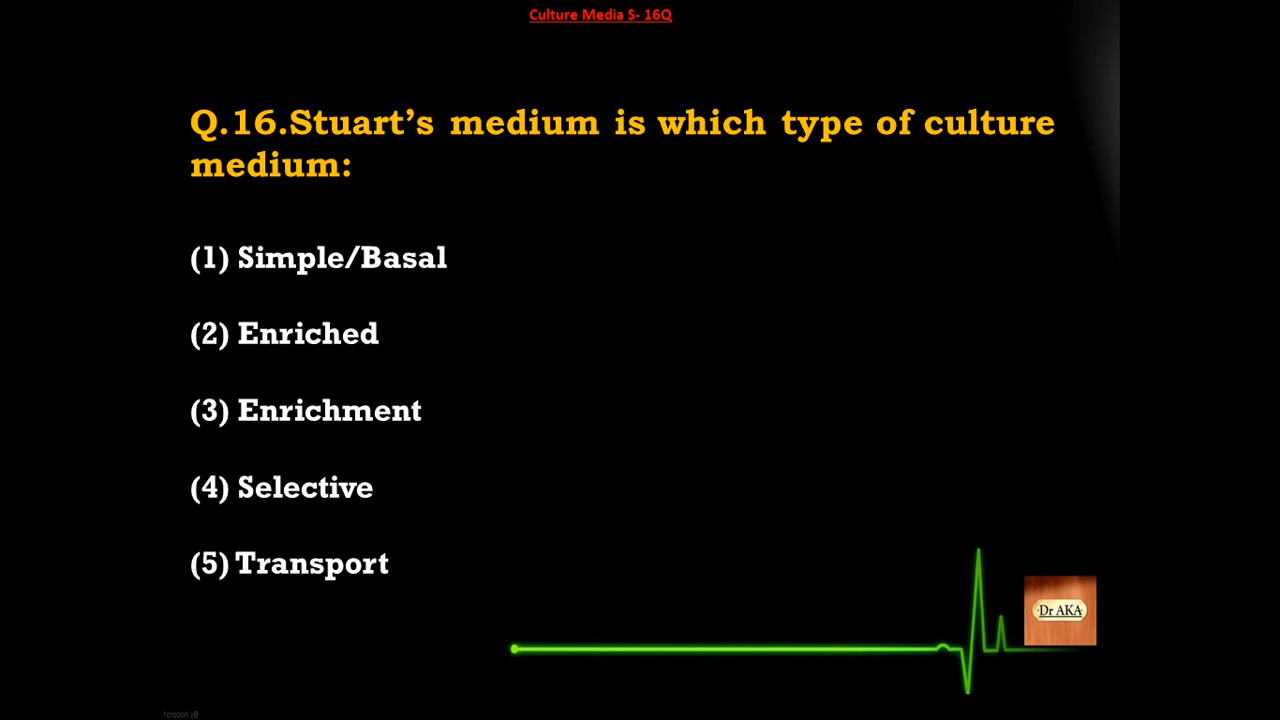 Culture Media S- 16Q
Q.16.Stuart’s medium is which type of culture
medium:
(1) Simple/Basal
(2) Enriched
(3) Enrichment
(4) Selective
(5) Transport
Dr AKA